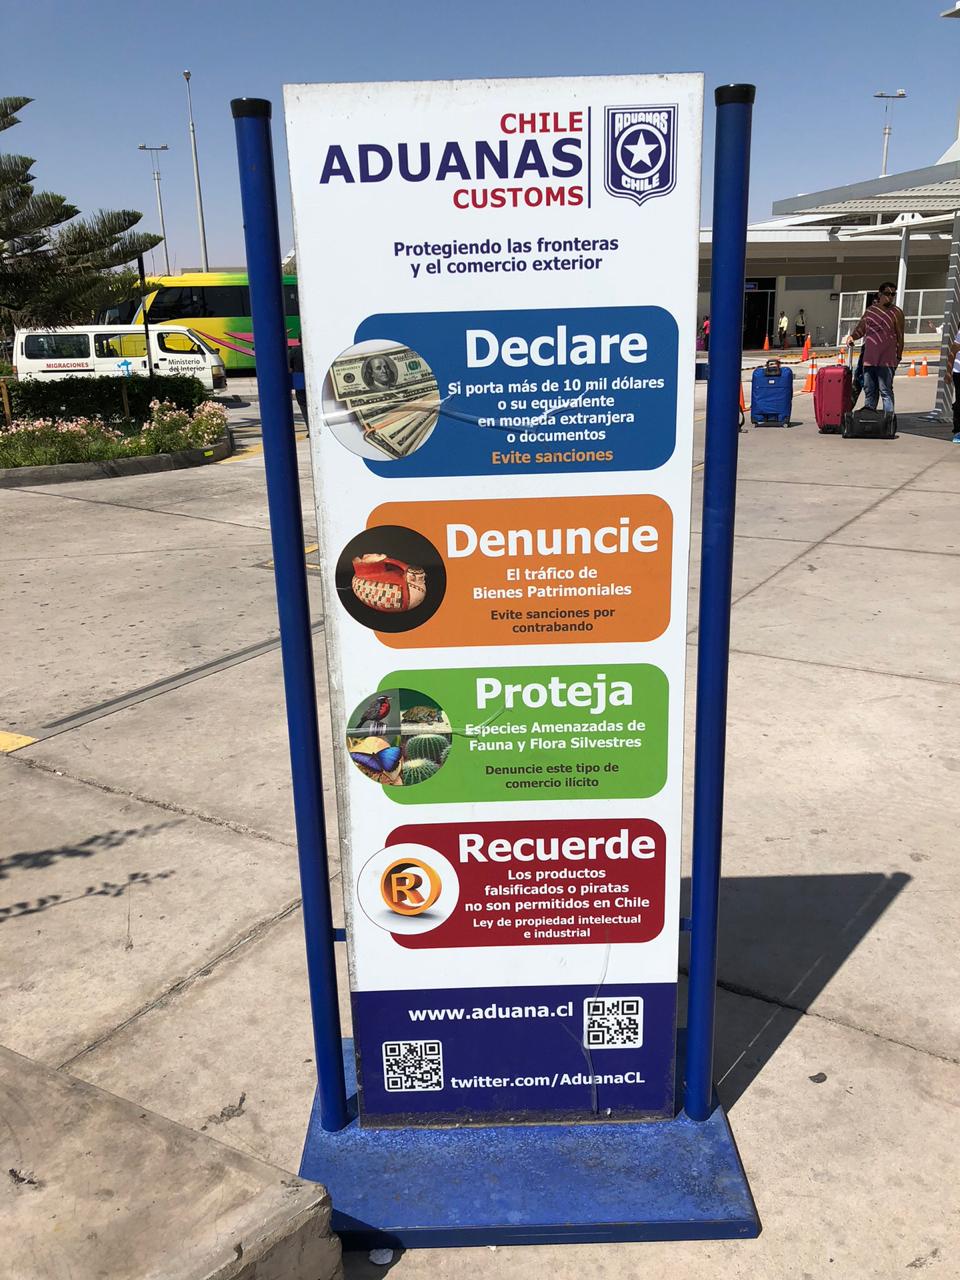 CHILE
ADUANAS
CUSTOMS
ADUANAS
CHILE
Protegiendo las fronteras
y el comercio exterior
Declare
Si porta más de 10 mil dólares
o su equivalente
en moneda extranjera
o documentos
Evite sanciones
Denuncie
El tráfico de
Bienes Patrimoniales
Evite sanciones por
contrabando
Proteja
Especies Amenazadas de
Fauna y Flora Silvestres
Denuncie este tipo de
comercio ilícito
Recuerde
R
Los productos
falsificados o piratas
no son permitidos en Chile
Ley de propiedad intelectual
e industrial
www.aduana.cl
twitter.com/AduanaCL
MIGRACIONES
Ministerio
del Interior